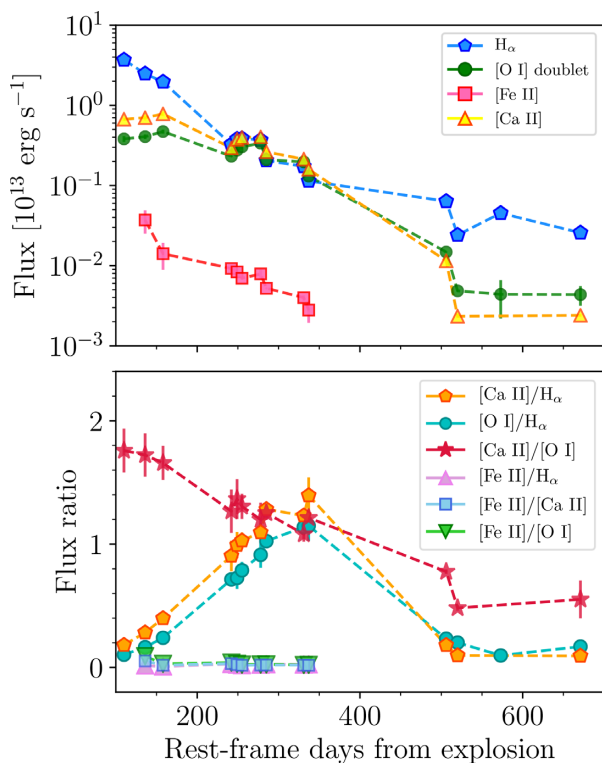 10¹
10⁰
10⁻¹
10⁻²
10⁻³
Flux [10¹³ erg s⁻¹]
Hα
[O I] doublet
[Fe II]
[Ca II]
2
1
0
Flux ratio
[Ca II]/Hα
[O I]/Hα
[Ca II]/[O I]
[Fe II]/Hα
[Fe II]/[Ca II]
[Fe II]/[O I]
200 400 600
Rest-frame days from explosion